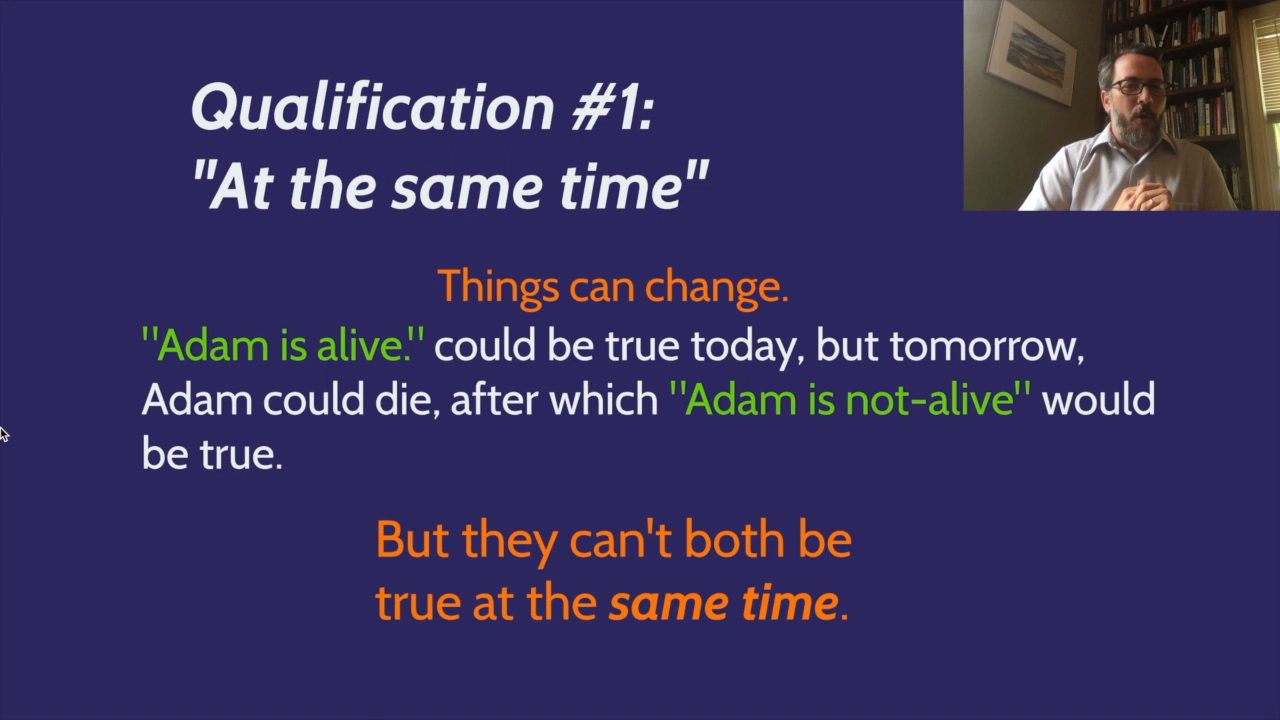 Qualification #1:
"At the same time"
Things can change.
"Adam is alive." could be true today, but tomorrow,
Adam could die, after which "Adam is not-alive" would
be true.
But they can't both be
true at the same time.